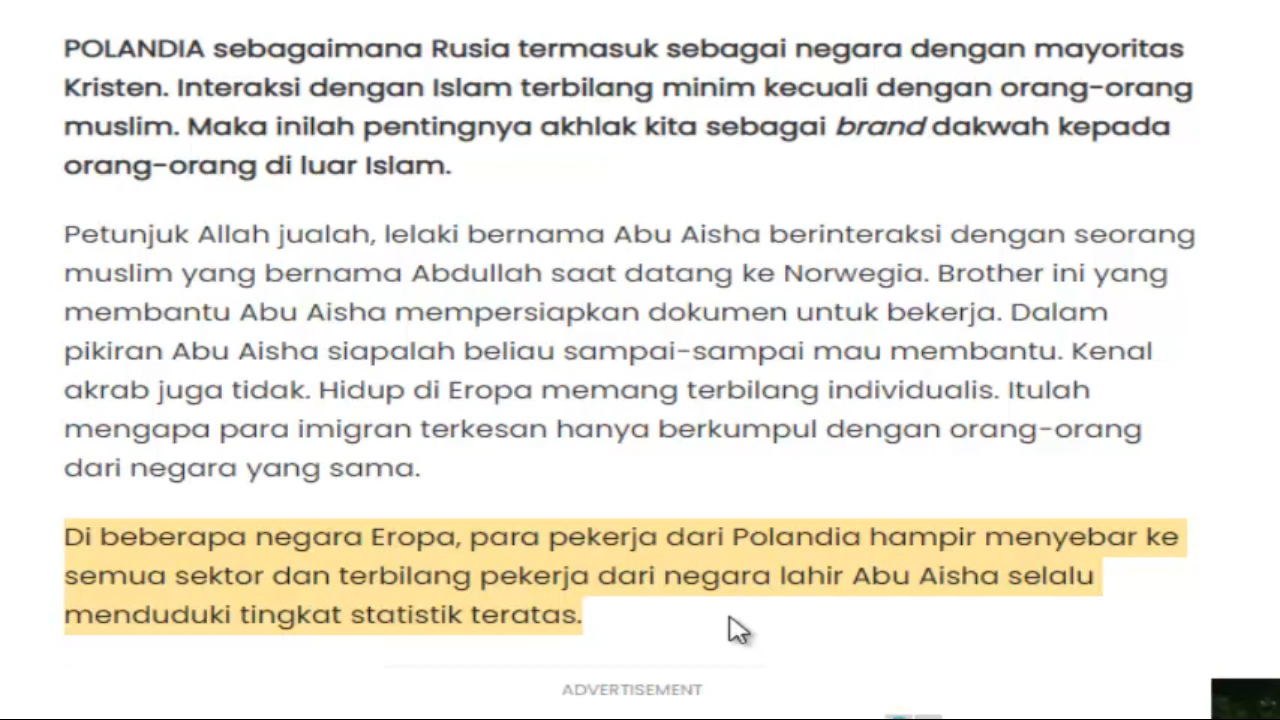 POLANDIA sebagaimana Rusia termasuk sebagai negara dengan mayoritas
Kristen. Interaksi dengan Islam terbilang minim kecuali dengan orang-orang
muslim. Maka inilah pentingnya akhlak kita sebagai brand dakwah kepada
orang-orang di luar Islam.
Petunjuk Allah jualah, lelaki bernama Abu Aisha berinteraksi dengan seorang
muslim yang bernama Abdullah saat datang ke Norwegia. Brother ini yang
membantu Abu Aisha mempersiapkan dokumen untuk bekerja. Dalam
pikiran Abu Aisha siapalah beliau sampai-sampai mau membantu. Kenal
akrab juga tidak. Hidup di Eropa memang terbilang individualis. Itulah
mengapa para imigran terkesan hanya berkumpul dengan orang-orang
dari negara yang sama.
Di beberapa negara Eropa, para pekerja dari Polandia hampir menyebar ke
semua sektor dan terbilang pekerja dari negara lahir Abu Aisha selalu
menduduki tingkat statistik teratas.
ADVERTISEMENT